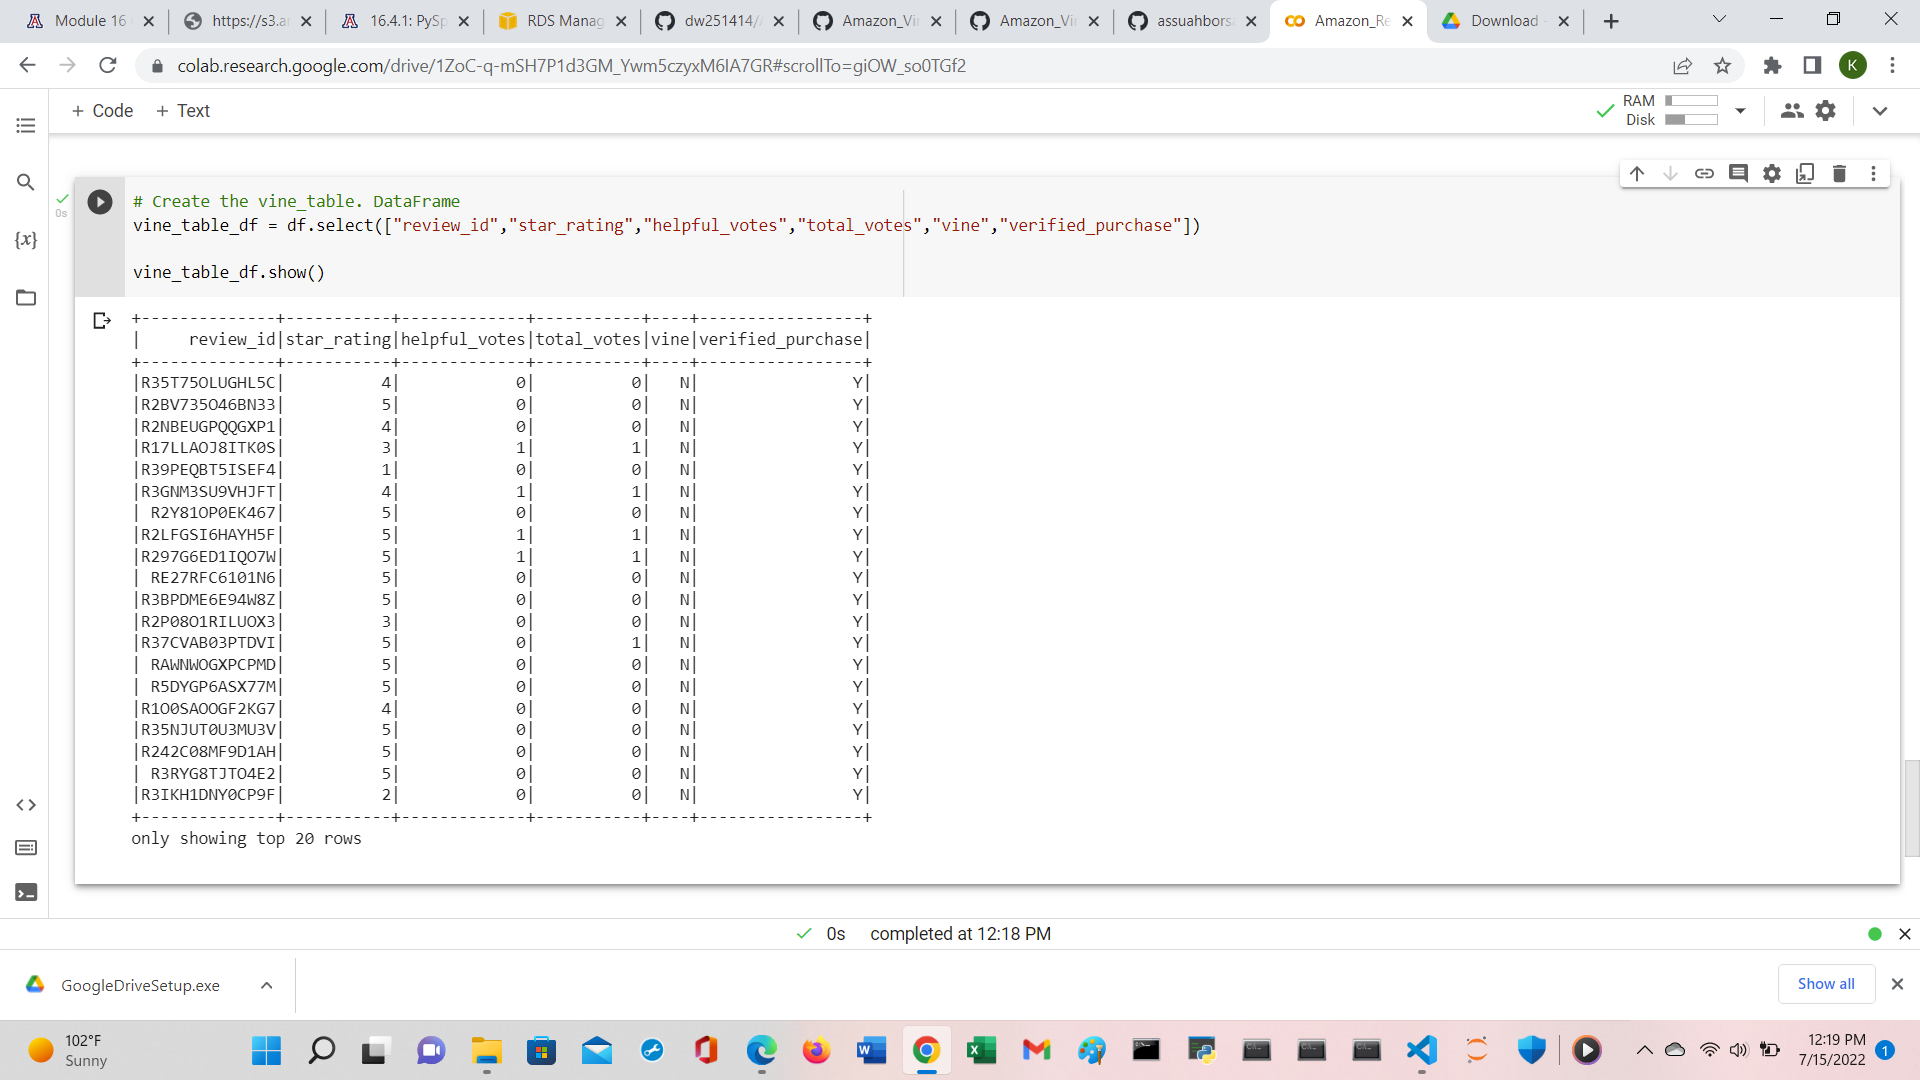 Module 16
https://s3.a
16.4.1: PySp
RDS Manag
dw251414/
Amazon_Vi
Amazon_Vi
assuahbors
Amazon_Re
Download
colab.research.google.com/drive/1ZoC-q-mSH7P1d3GM_Ywm5czyxM6IA7GR#scrollTo=giOW_so0TGf2
K
+ Code + Text
RAM
Disk
0s
# Create the vine_table. DataFrame
vine_table_df = df.select(["review_id","star_rating","helpful_votes","total_votes","vine","verified_purchase"])
vine_table_df.show()
+--------------+-----------+-------------+-----------+----+-----------------+
|     review_id|star_rating|helpful_votes|total_votes|vine|verified_purchase|
+--------------+-----------+-------------+-----------+----+-----------------+
|R35T75OLUGHL5C|          4|            0|          0|   N|                Y|
|R2BV735O46BN33|          5|            0|          0|   N|                Y|
|R2NBEUGPQQGXP1|          4|            0|          0|   N|                Y|
|R17LLAOJ8ITK0S|          3|            1|          1|   N|                Y|
|R39PEQBT5ISEF4|          1|            0|          0|   N|                Y|
|R3GNM3SU9VHJFT|          4|            1|          1|   N|                Y|
| R2Y81OP0EK467|          5|            0|          0|   N|                Y|
|R2LFGSI6HAYH5F|          5|            1|          1|   N|                Y|
|R297G6ED1IQO7W|          5|            1|          1|   N|                Y|
| RE27RFC6101N6|          5|            0|          0|   N|                Y|
|R3BPDME6E94W8Z|          5|            0|          0|   N|                Y|
|R2P08O1RILUOX3|          3|            0|          0|   N|                Y|
|R37CVAB03PTDVI|          5|            0|          1|   N|                Y|
| RAWNWOGXPCPMD|          5|            0|          0|   N|                Y|
| R5DYGP6ASX77M|          5|            0|          0|   N|                Y|
|R1O0SAOOGF2KG7|          4|            0|          0|   N|                Y|
|R35NJUT0U3MU3V|          5|            0|          0|   N|                Y|
|R242C08MF9D1AH|          5|            0|          0|   N|                Y|
| R3RYG8TJTO4E2|          5|            0|          0|   N|                Y|
|R3IKH1DNY0CP9F|          2|            0|          0|   N|                Y|
+--------------+-----------+-------------+-----------+----+-----------------+
only showing top 20 rows
0s completed at 12:18 PM
GoogleDriveSetup.exe
Show all
102°F
Sunny
12:19 PM
7/15/2022
1